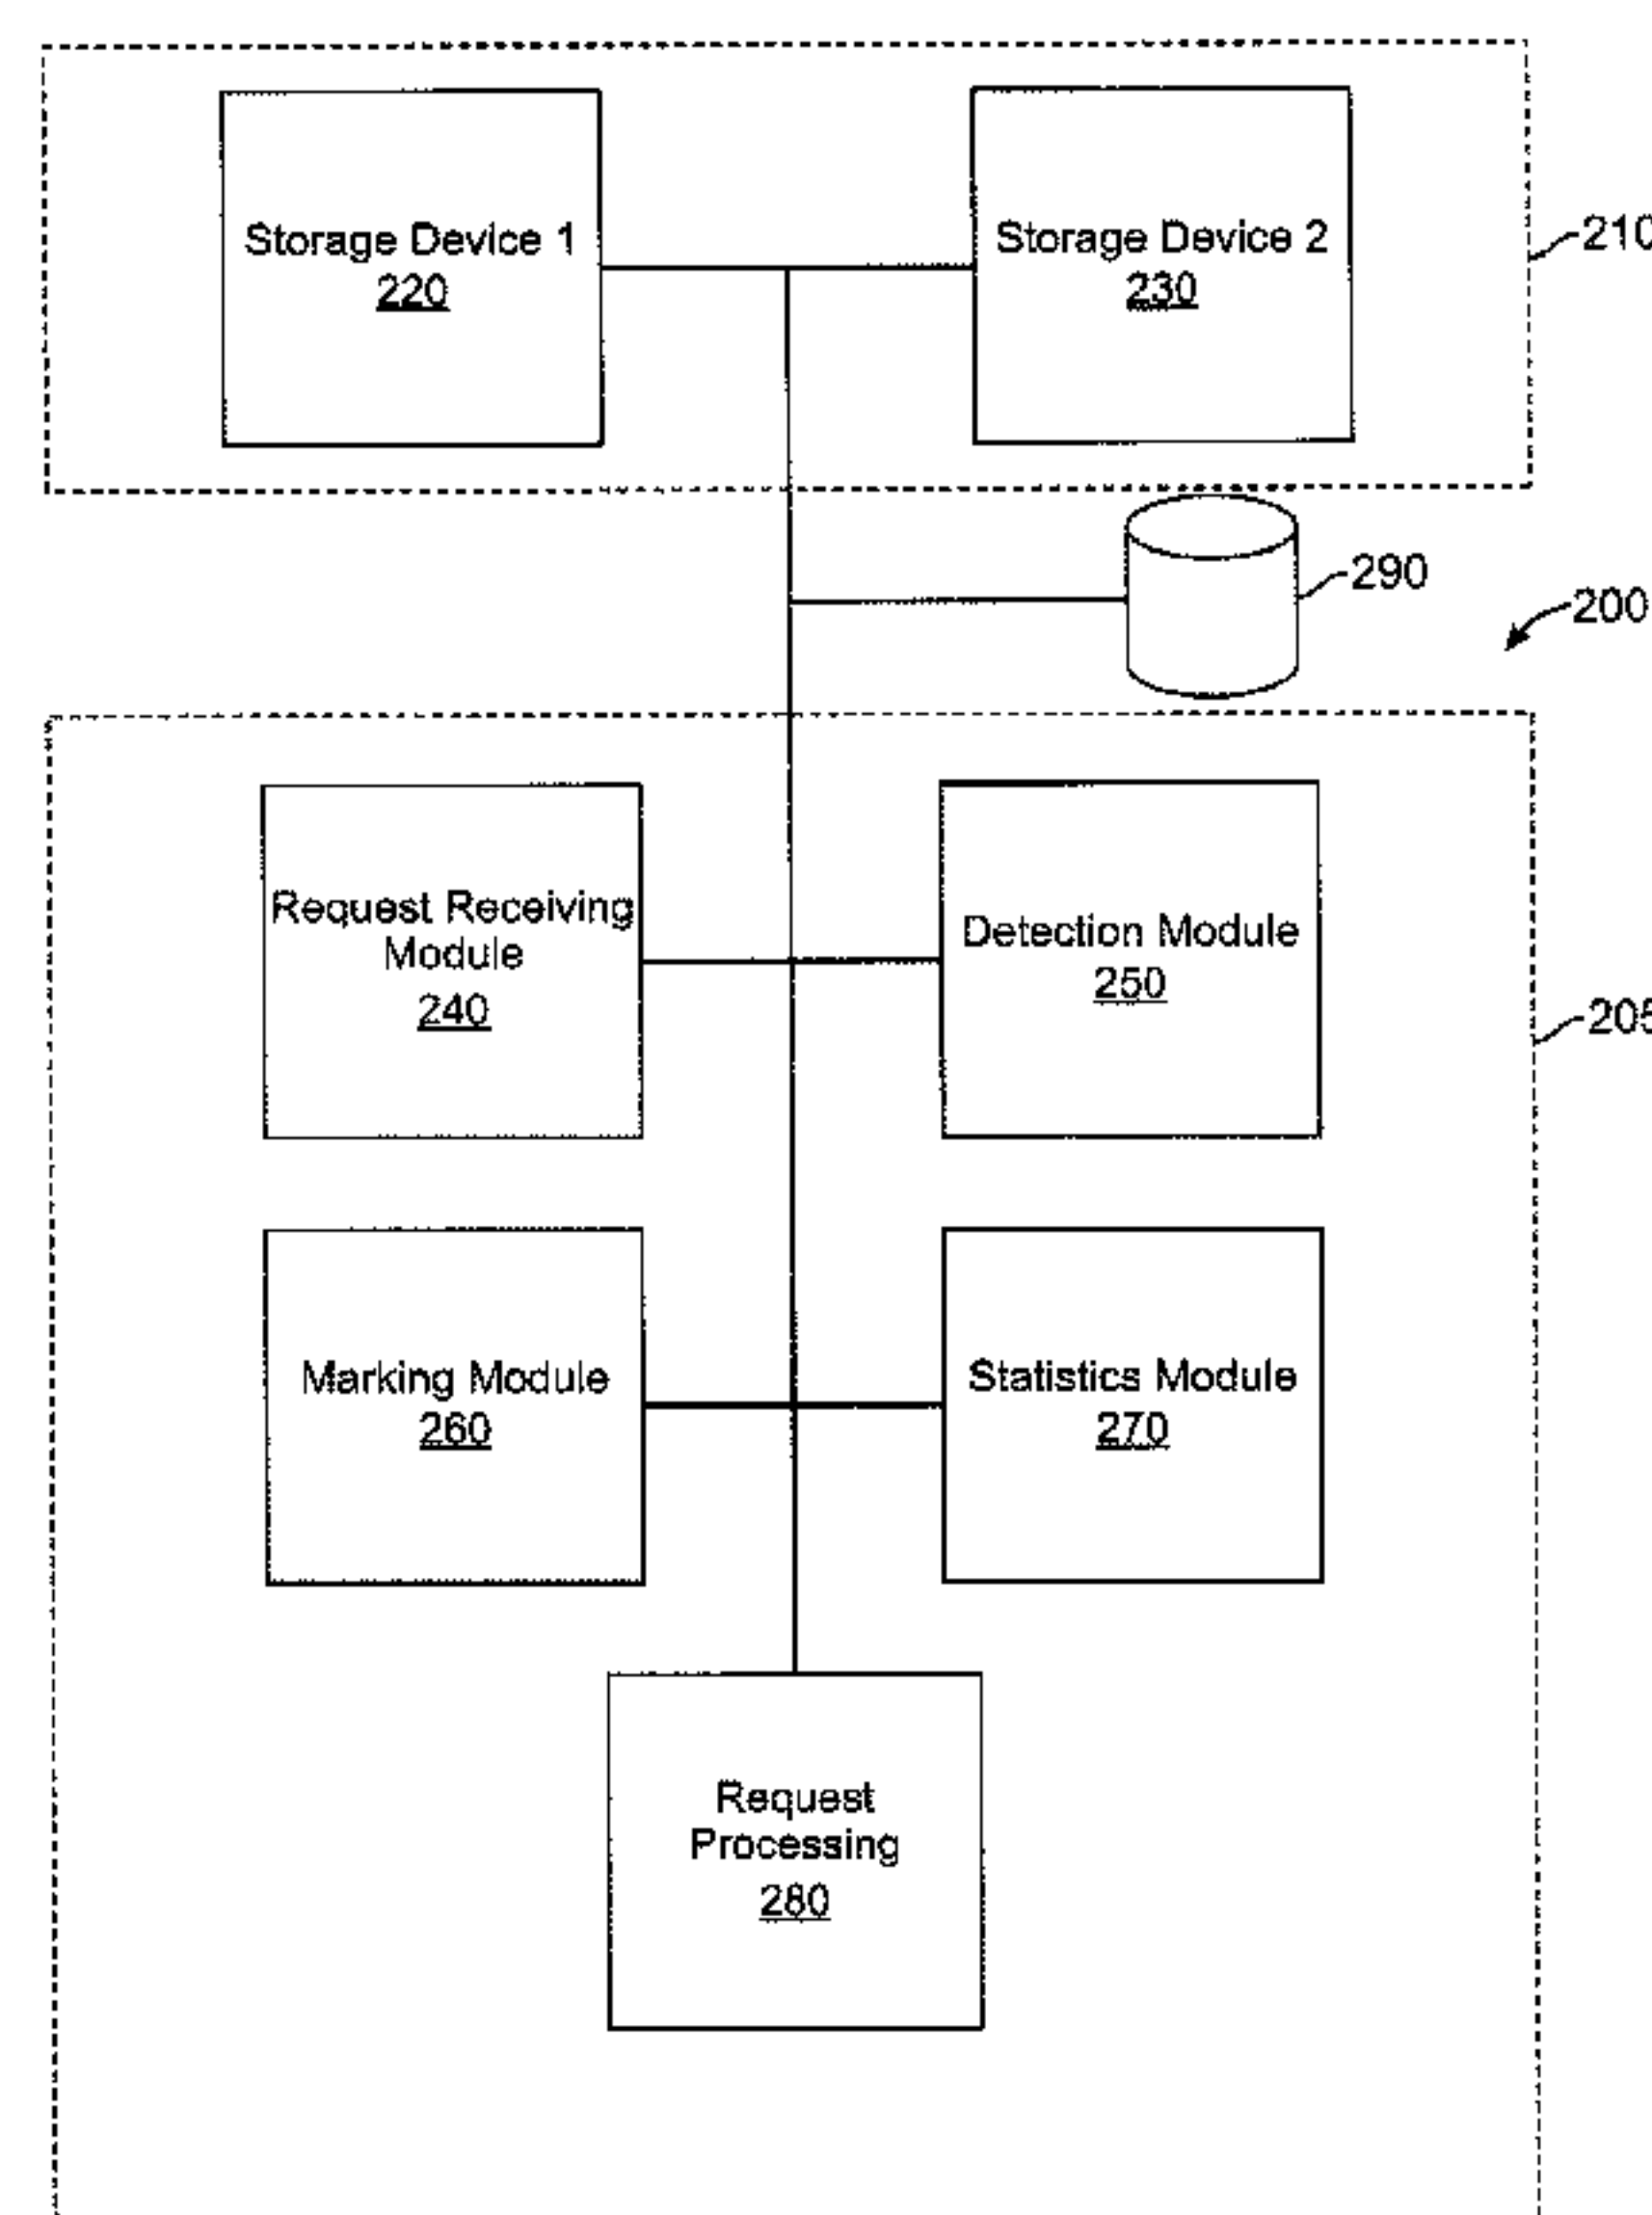 Storage Device 1
220
Storage Device 2
230
210
290
200
Request Receiving
Module
240
Detection Module
250
205
Marking Module
260
Statistics Module
270
Request
Processing
280